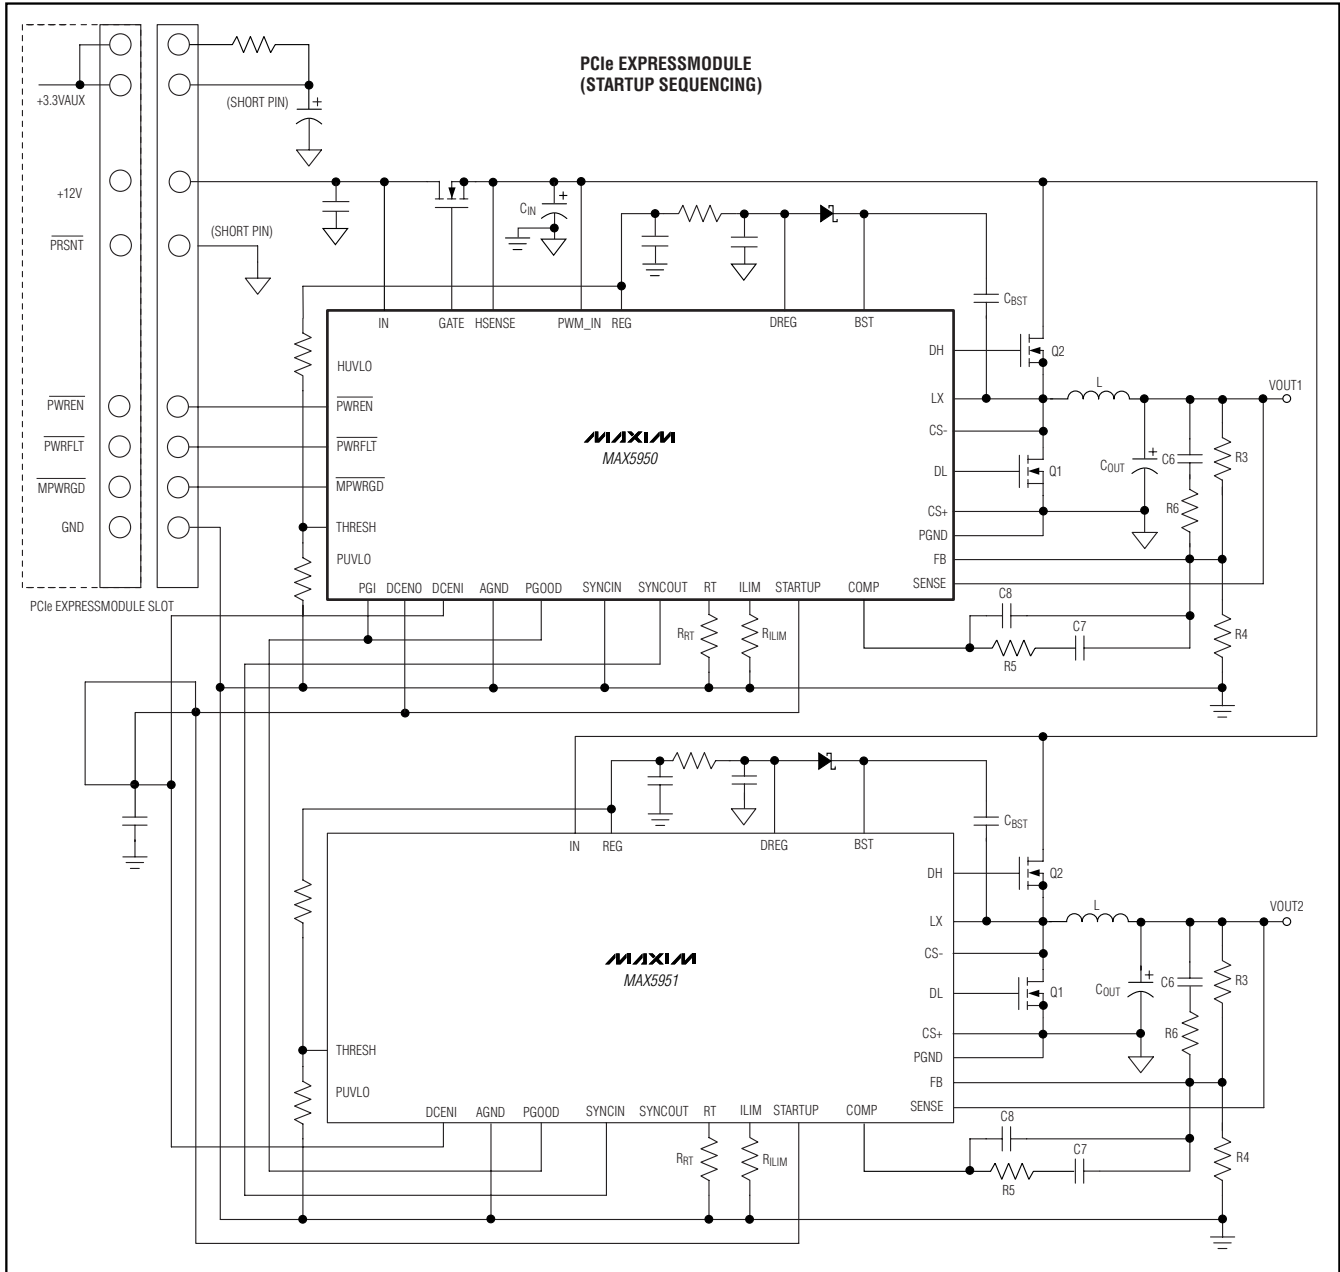 PCIe EXPRESSMODULE
(STARTUP SEQUENCING)
+3.3VAUX
(SHORT PIN)
+12V
PRSNT
(SHORT PIN)
CIN
CBST
IN
GATE
HSENSE
PWM_IN
REG
DREG
BST
DH
Q2
HUVLO
LX
L
VOUT1
PWREN
PWREN
CS-
PWRFLT
PWRFLT
MAXIM
MAX5950
DL
Q1
COUT
C6
R3
MPWRGD
MPWRGD
CS+
R6
GND
THRESH
PGND
PUVLO
FB
SENSE
PGI
DCENO
DCENI
AGND
PGOOD
SYNCIN
SYNCOUT
RT
ILIM
STARTUP
COMP
PCIe EXPRESSMODULE SLOT
C8
RRT
RILIM
C7
R5
R4
CBST
IN
REG
DREG
BST
DH
Q2
LX
L
VOUT2
CS-
MAXIM
MAX5951
DL
Q1
COUT
C6
R3
CS+
R6
THRESH
PGND
PUVLO
FB
SENSE
DCENI
AGND
PGOOD
SYNCIN
SYNCOUT
RT
ILIM
STARTUP
COMP
C8
RRT
RILIM
C7
R5
R4